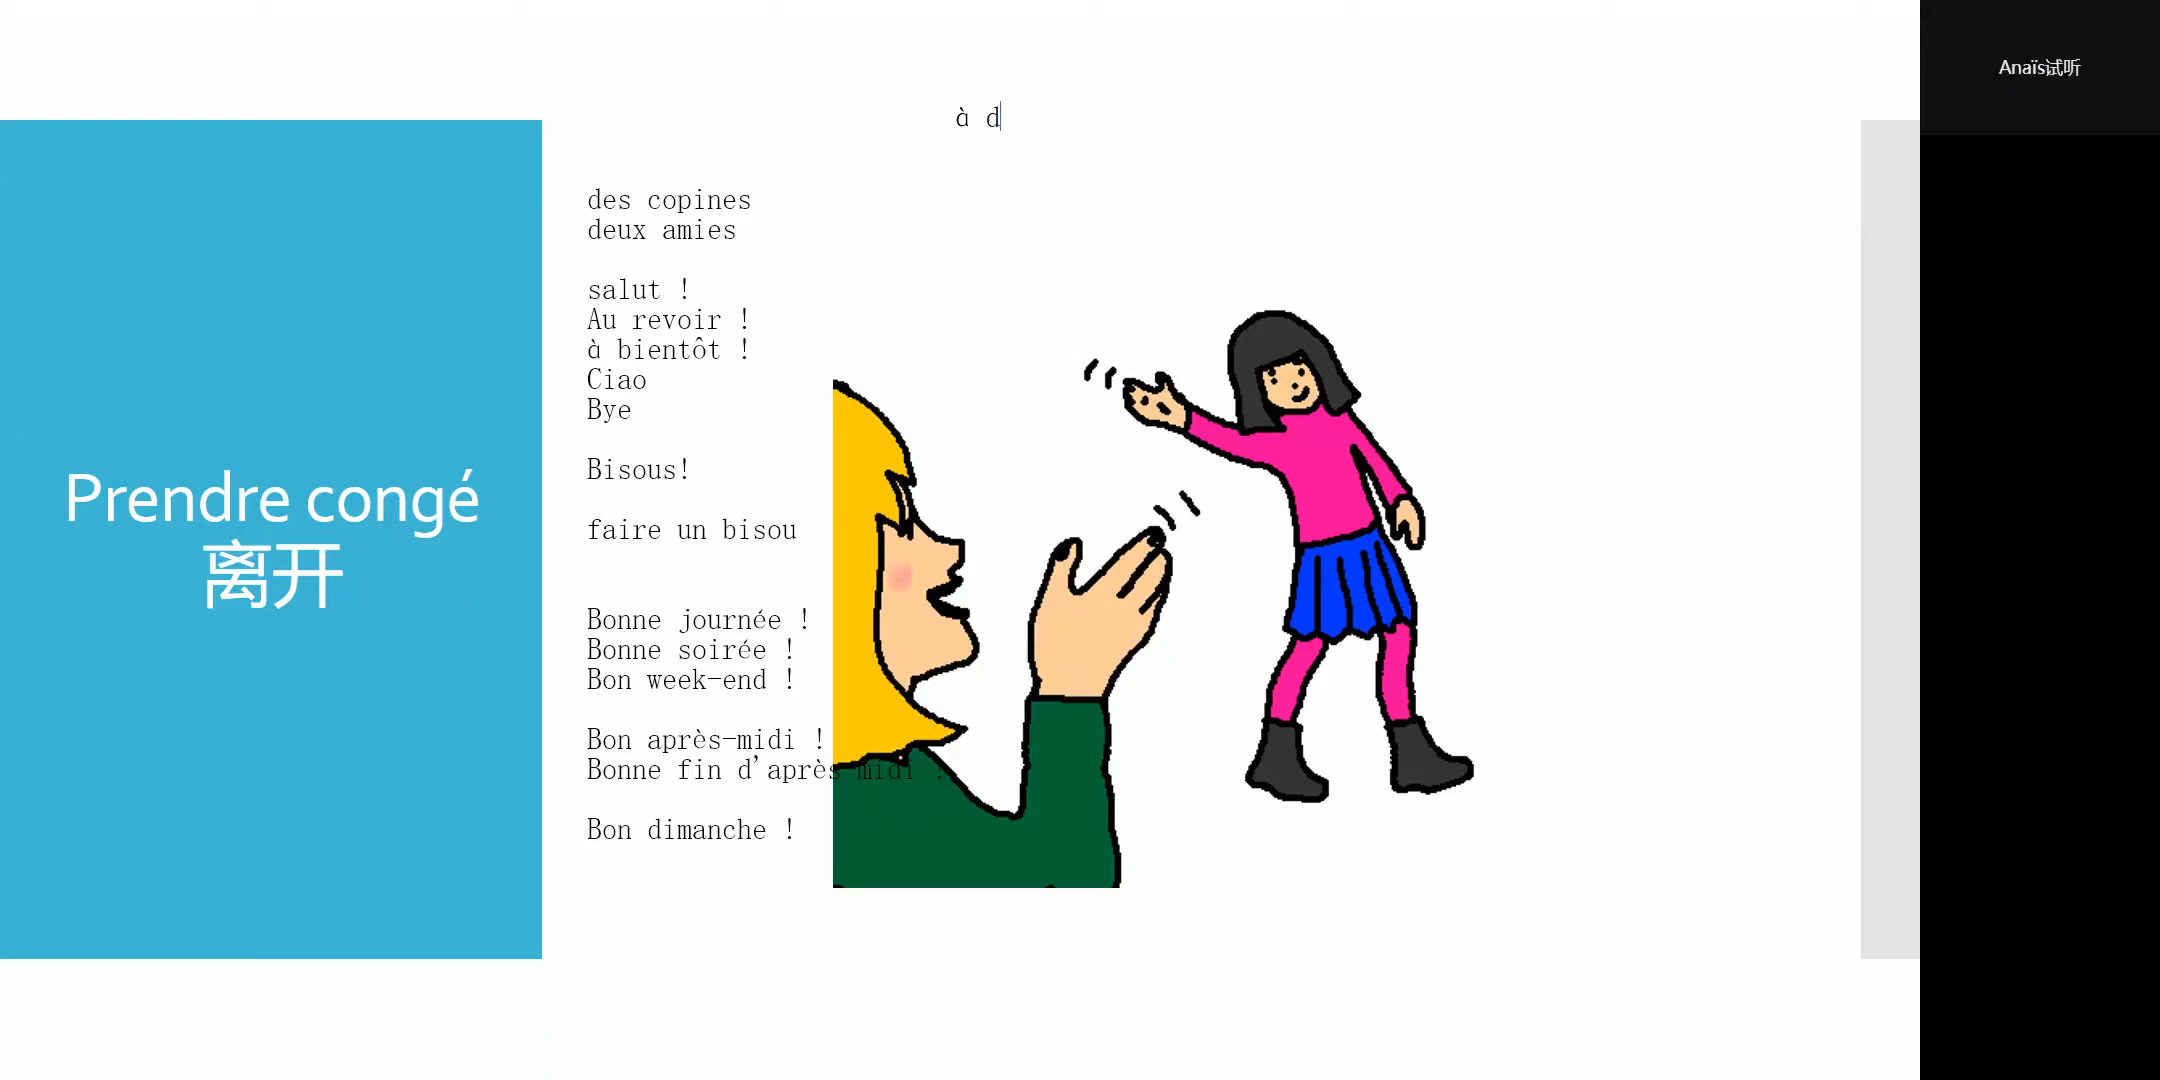 Prendre congé
离开
à d
des copines
deux amies
salut !
Au revoir !
à bientôt !
Ciao
Bye
Bisous!
faire un bisou
Bonne journée !
Bonne soirée !
Bon week-end !
Bon après-midi !
Bonne fin d'après-midi !
Bon dimanche !
Anaïs试听